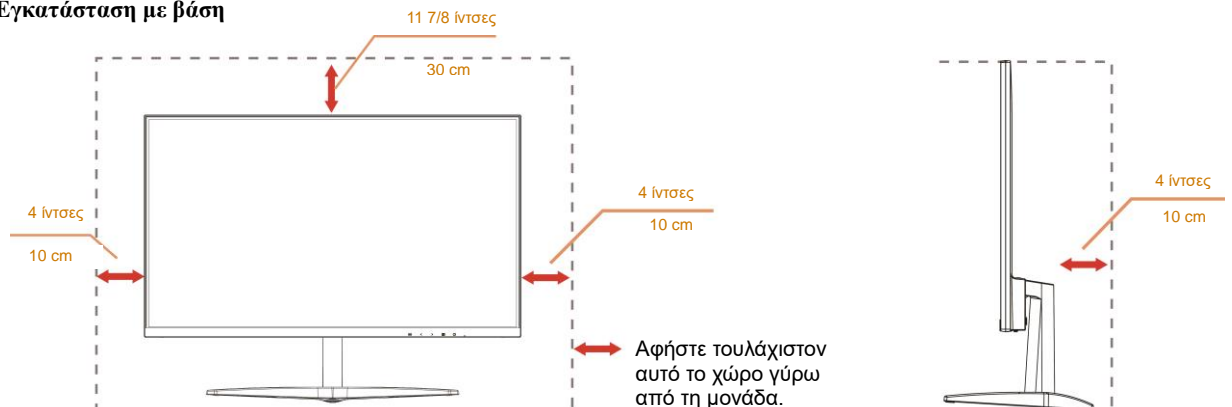 Εγκατάσταση με βάση
11 7/8 ίντσες
30 cm
4 ίντσες
10 cm
4 ίντσες
10 cm
4 ίντσες
10 cm
Αφήστε τουλάχιστον
αυτό το χώρο γύρω
από τη μονάδα.